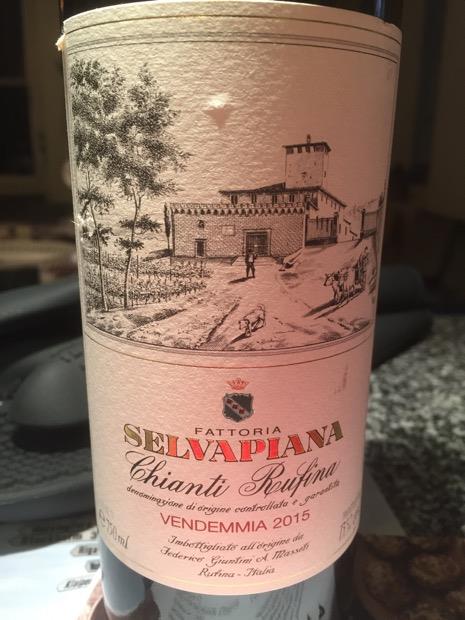 FATTORIA
SELVAPIANA
Chianti Rufina
denominazione di origine controllata e garantita
VENDEMMIA 2015
e 750ml
Imbottigliato all'origine da
Federico Giuntini A. Masseti
Rufina - Italia